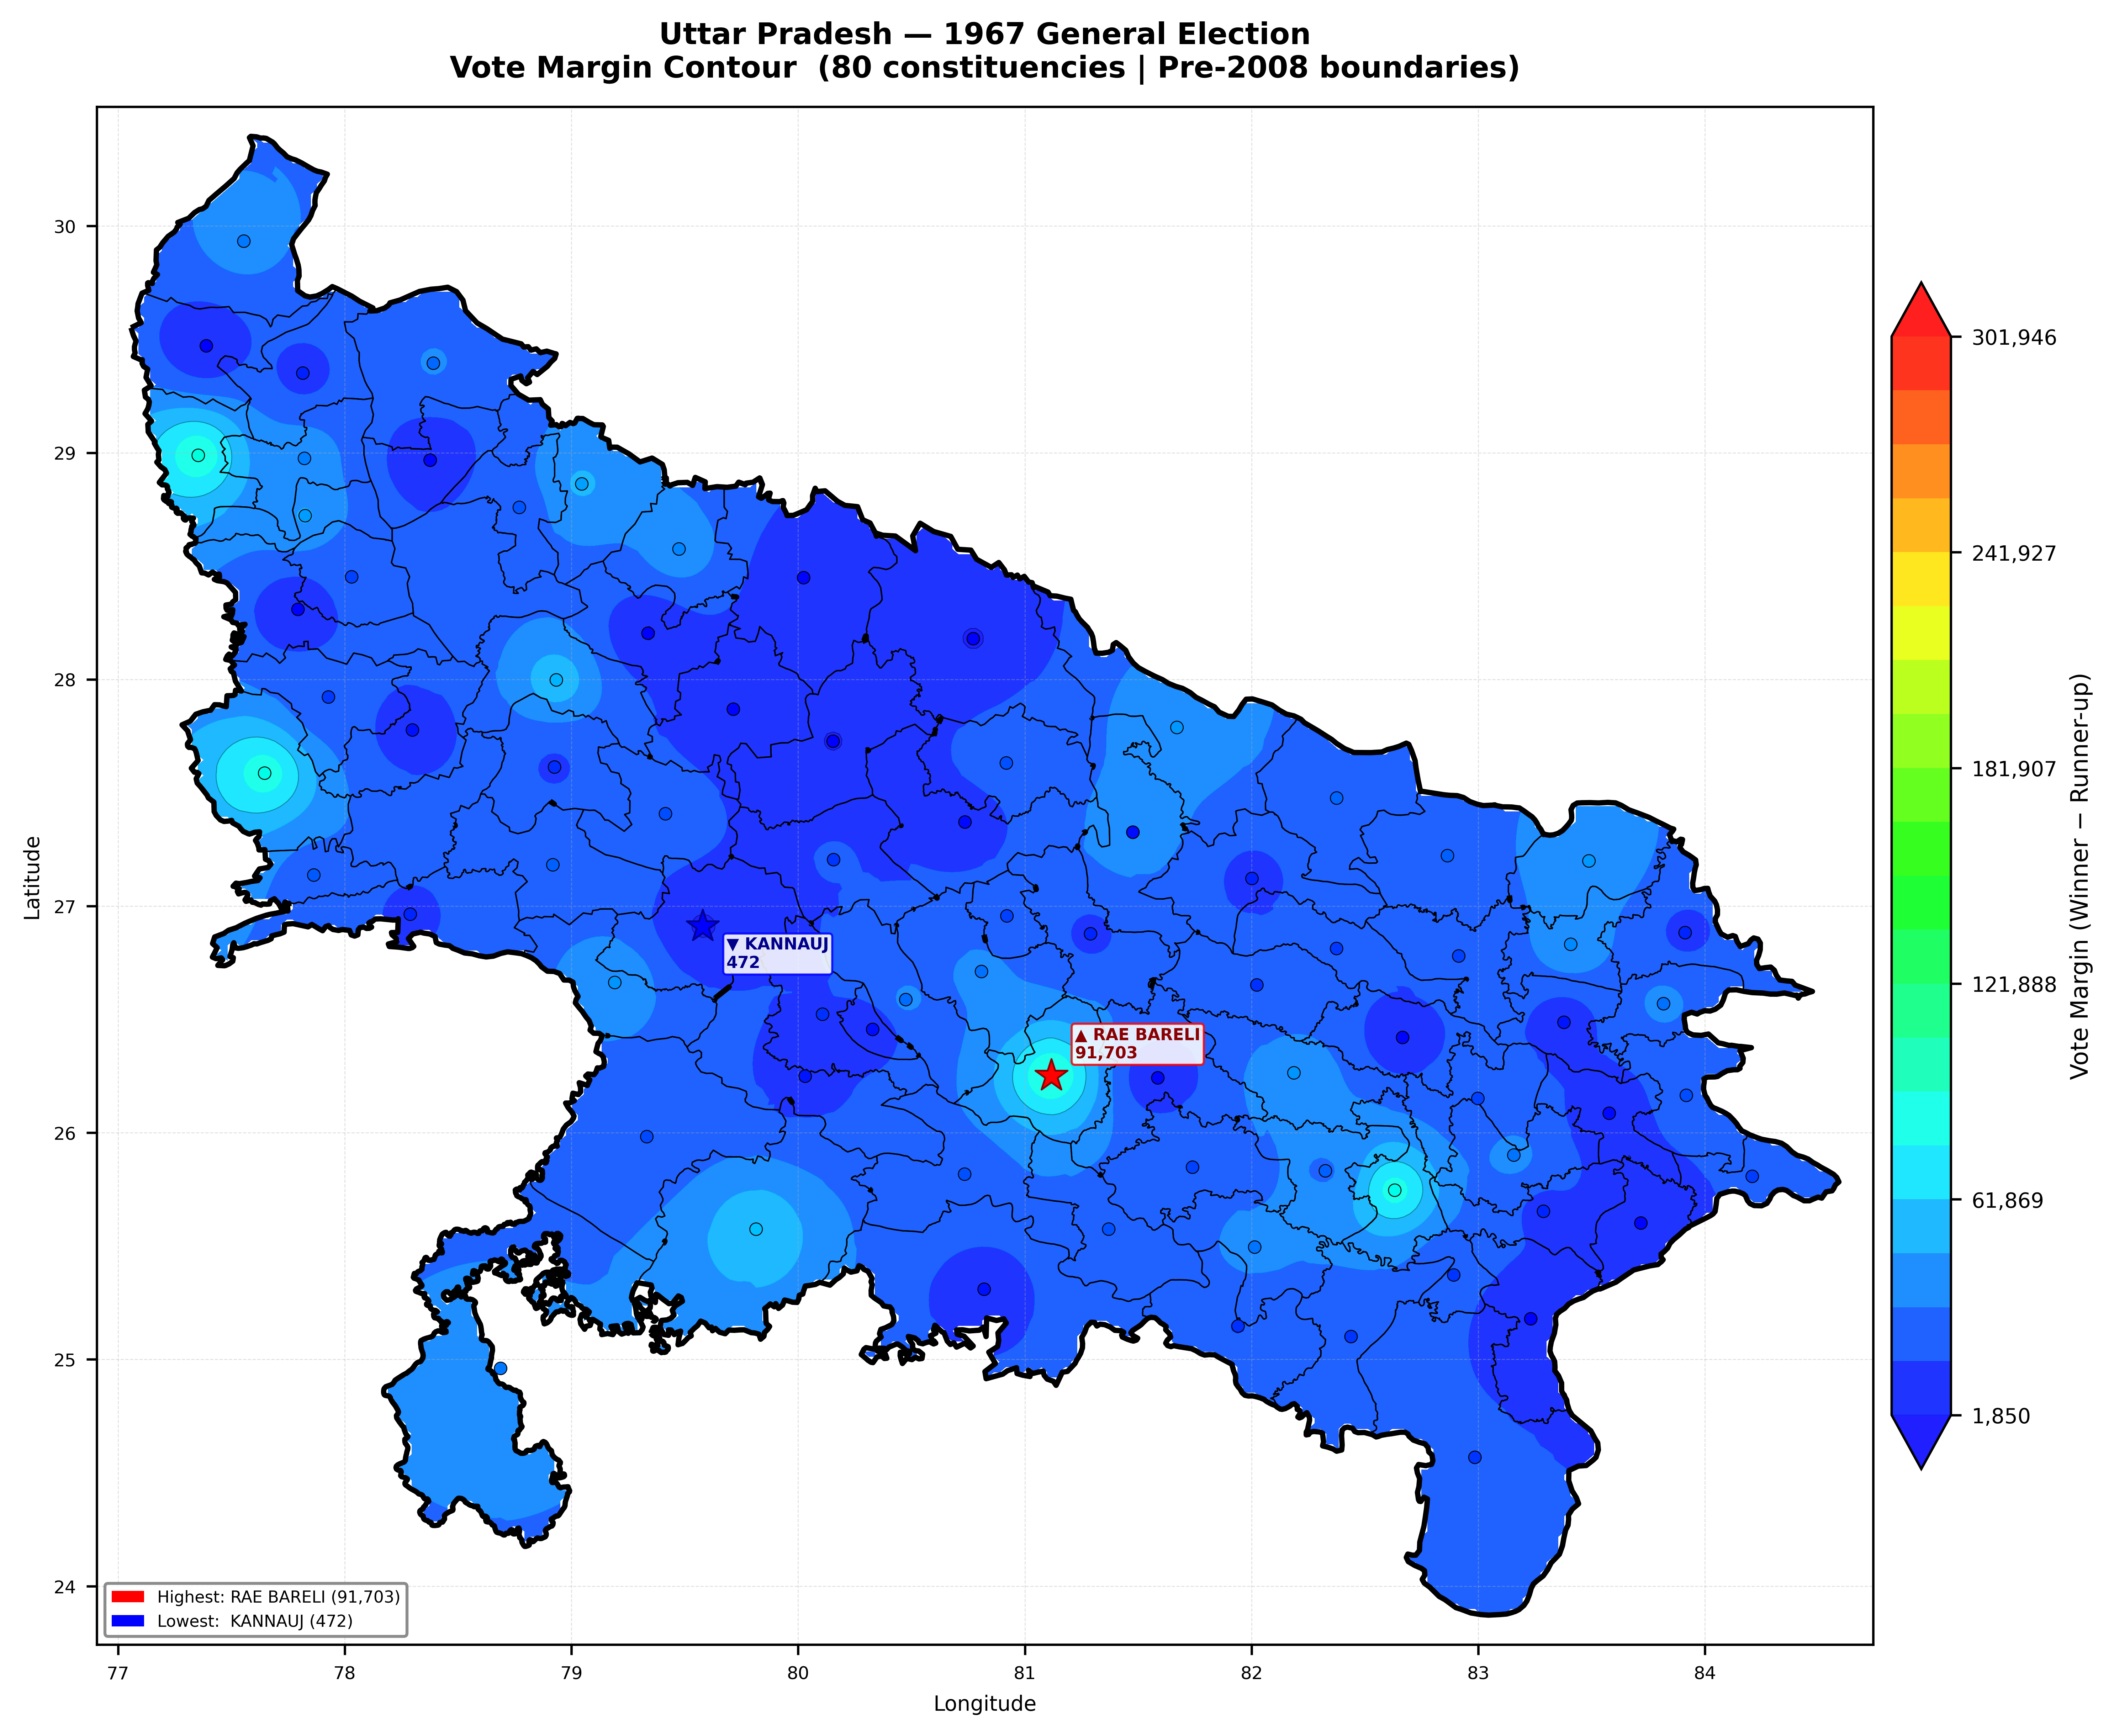 Uttar Pradesh — 1967 General Election
Vote Margin Contour  (80 constituencies | Pre-2008 boundaries)
30
29
28
27
26
25
24
Latitude
77
78
79
80
81
82
83
84
Longitude
▼ KANNAUJ
472
▲ RAE BARELI
91,703
Highest: RAE BARELI (91,703)
Lowest:  KANNAUJ (472)
301,946
241,927
181,907
121,888
61,869
1,850
Vote Margin (Winner − Runner-up)